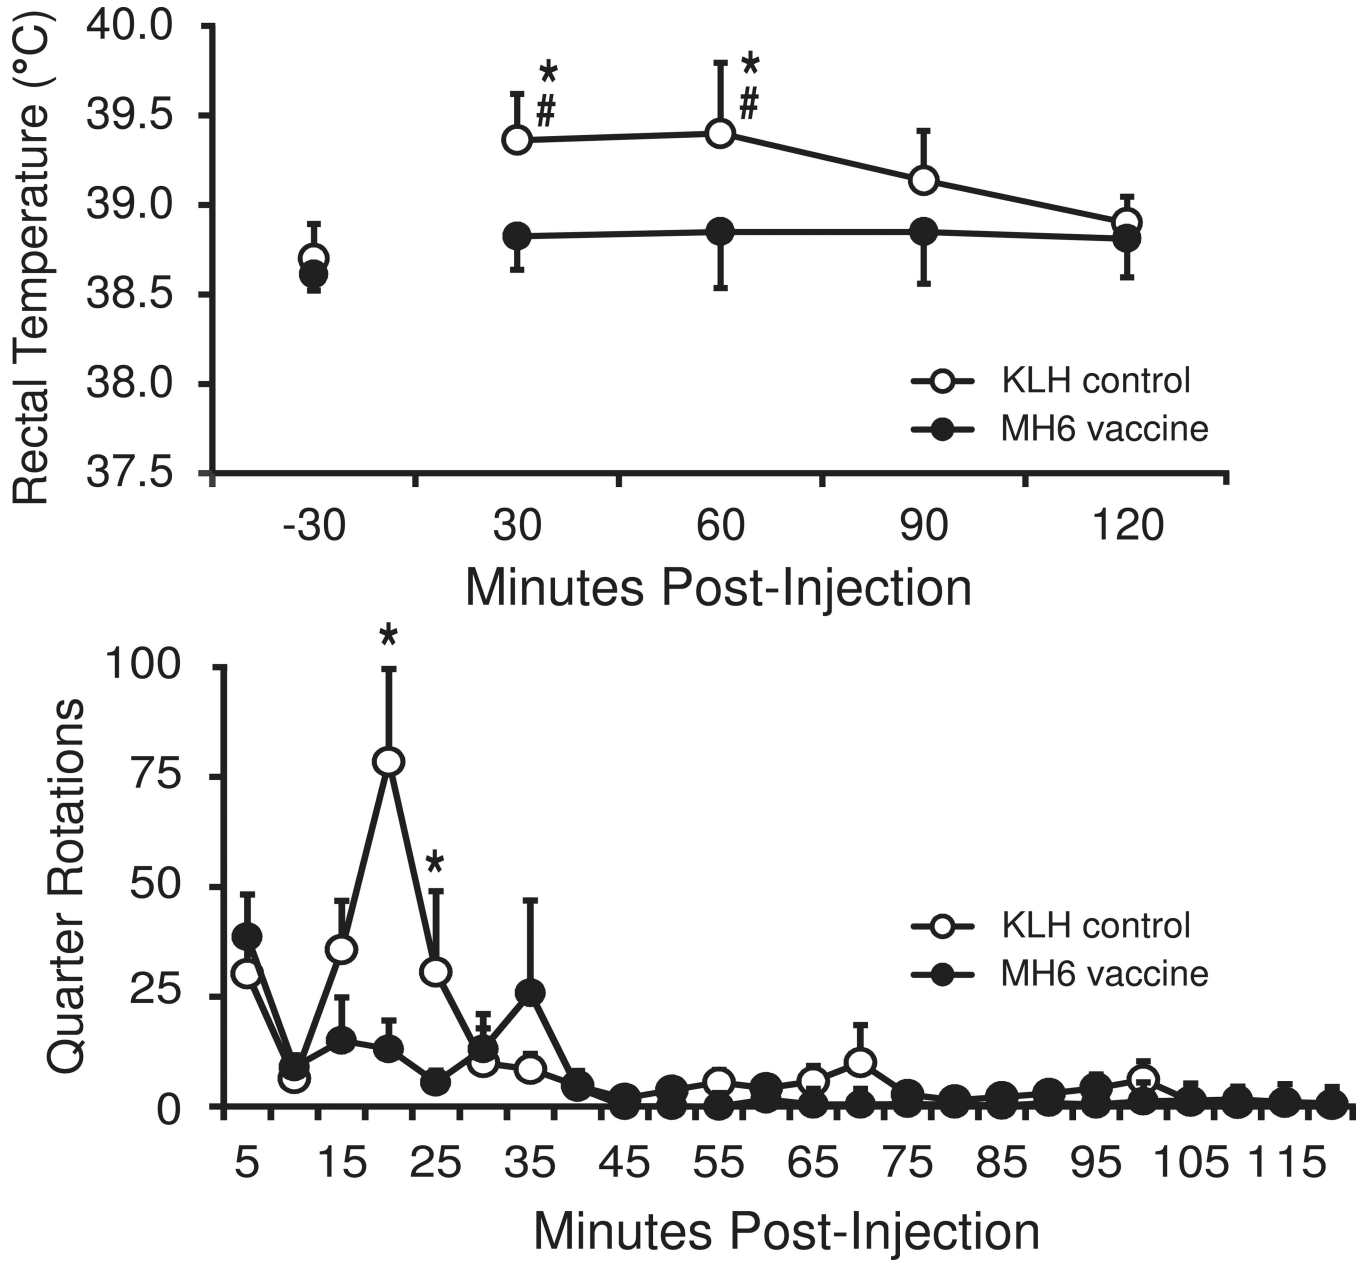 Rectal Temperature (°C)
40.0
39.5
39.0
38.5
38.0
37.5
*
#
*
#
KLH control
MH6 vaccine
-30 30 60 90 120
Minutes Post-Injection
Quarter Rotations
100
75
50
25
0
*
*
KLH control
MH6 vaccine
5 15 25 35 45 55 65 75 85 95 105 115
Minutes Post-Injection